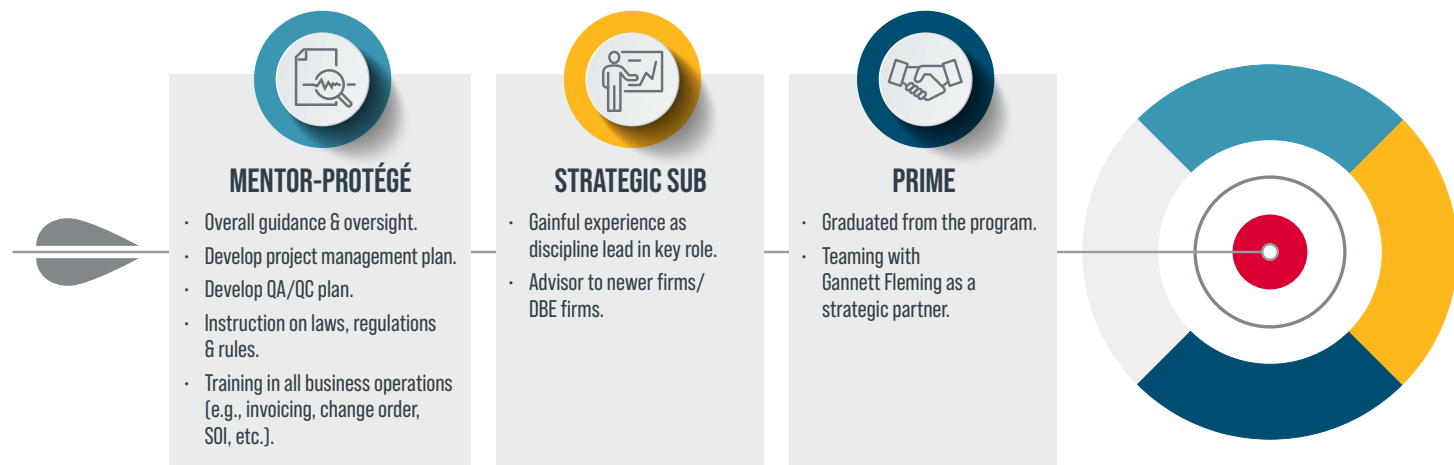 MENTOR-PROTÉGÉ
· Overall guidance & oversight.
· Develop project management plan.
· Develop QA/QC plan.
· Instruction on laws, regulations
& rules.
· Training in all business operations
(e.g., invoicing, change order,
SOI, etc.).
STRATEGIC SUB
· Gainful experience as
discipline lead in key role.
· Advisor to newer firms/
DBE firms.
PRIME
· Graduated from the program.
· Teaming with
Gannett Fleming as a
strategic partner.